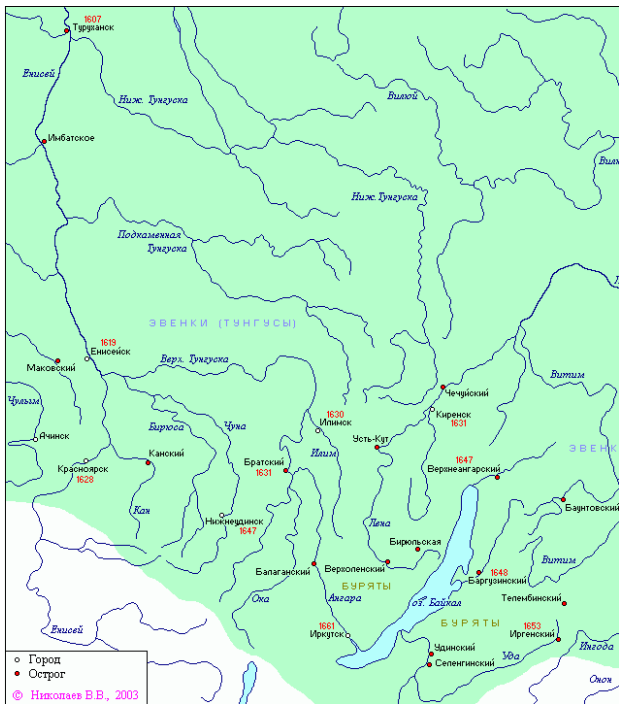 1607
Туруханск
Енисей
Ниж. Тунгуска
Вилюй
Инбатское
Ниж. Тунгуска
Подкаменная
Тунгуска
ЭВЕНКИ (ТУНГУСЫ)
1619
Енисейск
Верх. Тунгуска
Маковский
Витим
Чечуйский
Чулым
Бирюса
Чуна
1630
Илимск
Киренск
1631
Ачинск
Усть-Кут
Илим
1647
Верхнеангарский
Красноярск
1628
Канский
Братский
1631
Баунтовский
Кан
Нижнеудинск
1647
Лена
Бирюльская
Балаганский
Верхоленский
Витим
1648
Баргузинский
БУРЯТЫ
Ока
Ангара
оз. Байкал
Телембинский
БУРЯТЫ
1661
Иркутск
1653
Иргенский
Енисей
Удинский
Селенгинский
Уда
Ингода
Онон
Город
Острог
© Николаев В.В., 2003